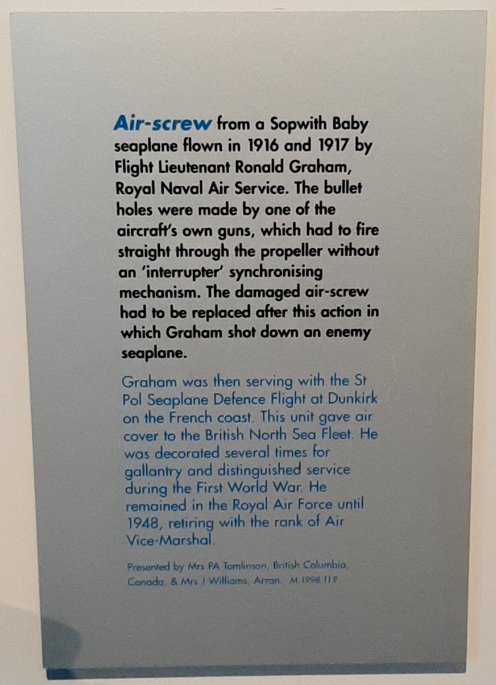 Air-screw from a Sopwith Baby
seaplane flown in 1916 and 1917 by
Flight Lieutenant Ronald Graham,
Royal Naval Air Service. The bullet
holes were made by one of the
aircraft's own guns, which had to fire
straight through the propeller without
an 'interrupter' synchronising
mechanism. The damaged air-screw
had to be replaced after this action in
which Graham shot down an enemy
seaplane.
Graham was then serving with the St
Pol Seaplane Defence Flight at Dunkirk
on the French coast. This unit gave air
cover to the British North Sea Fleet. He
was decorated several times for
gallantry and distinguished service
during the First World War. He
remained in the Royal Air Force until
1948, retiring with the rank of Air
Vice-Marshal.
Presented by Mrs PA Tomlinson, British Columbia,
Canada, & Mrs J Williams, Arran. M.1998.119